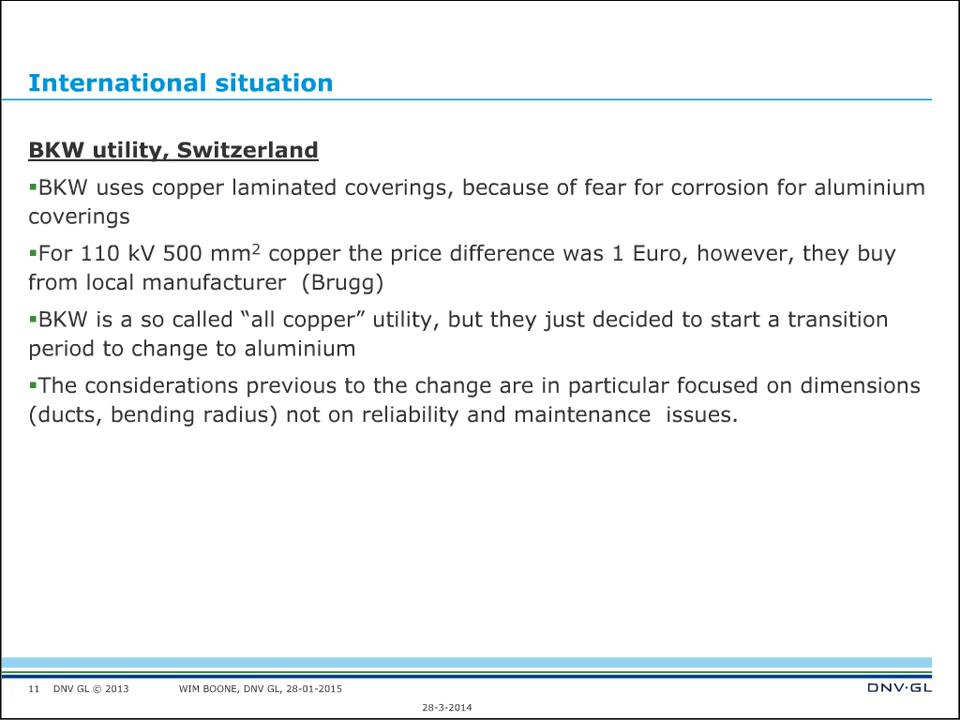 International situation
BKW utility, Switzerland
▪BKW uses copper laminated coverings, because of fear for corrosion for aluminium
coverings
▪For 110 kV 500 mm² copper the price difference was 1 Euro, however, they buy
from local manufacturer  (Brugg)
▪BKW is a so called “all copper” utility, but they just decided to start a transition
period to change to aluminium
▪The considerations previous to the change are in particular focused on dimensions
(ducts, bending radius) not on reliability and maintenance  issues.
11 DNV GL © 2013 WIM BOONE, DNV GL, 28-01-2015
DNV·GL
28-3-2014